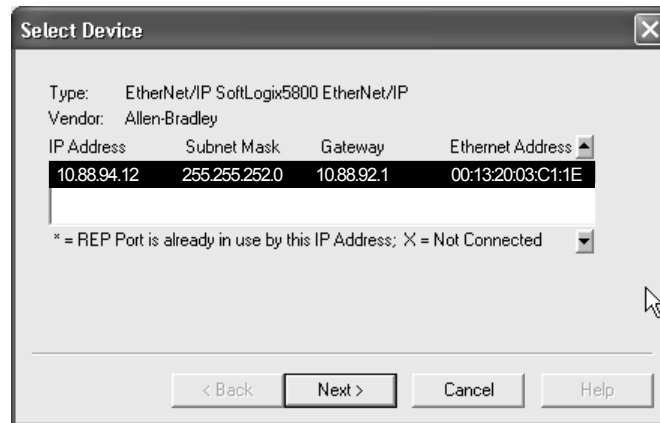 Select Device
Type: EtherNet/IP SoftLogix5800 EtherNet/IP
Vendor: Allen-Bradley
IP Address Subnet Mask Gateway Ethernet Address
10.88.94.12 255.255.252.0 10.88.92.1 00:13:20:03:C1:1E
* = REP Port is already in use by this IP Address; X = Not Connected
< Back Next > Cancel Help